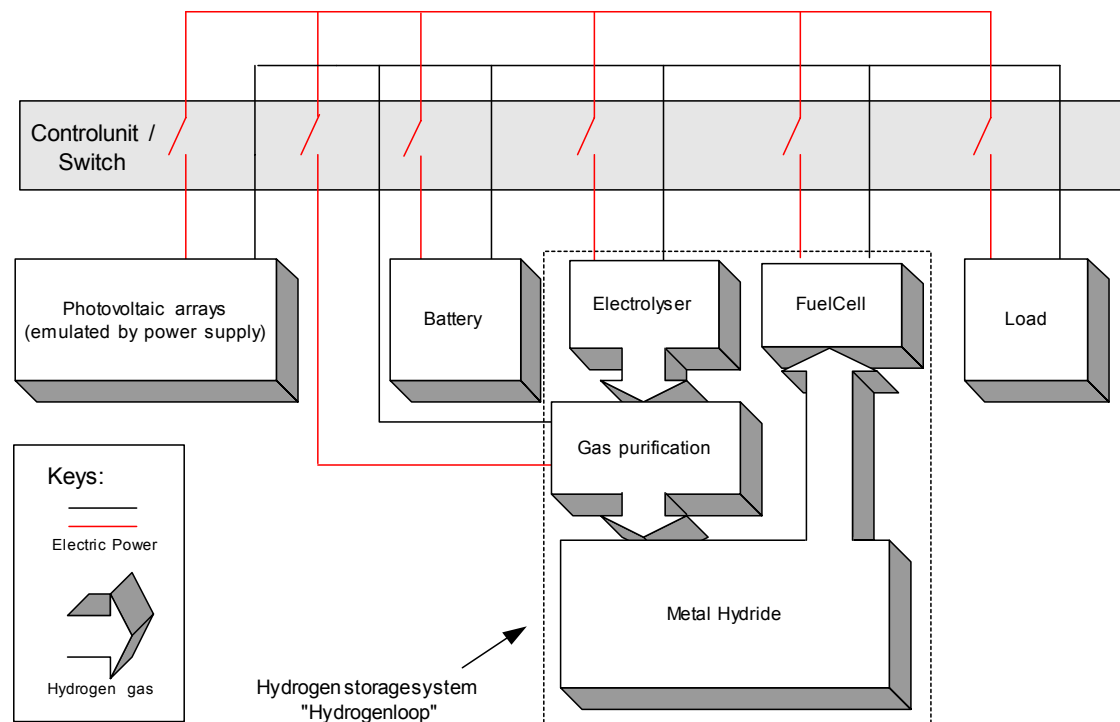 Controlunit /
Switch
Photovoltaic arrays
(emulated by power supply)
Battery
Electrolyser
FuelCell
Load
Gas purification
Keys:
Electric Power
Hydrogen gas
Metal Hydride
Hydrogen storagesystem
"Hydrogenloop"